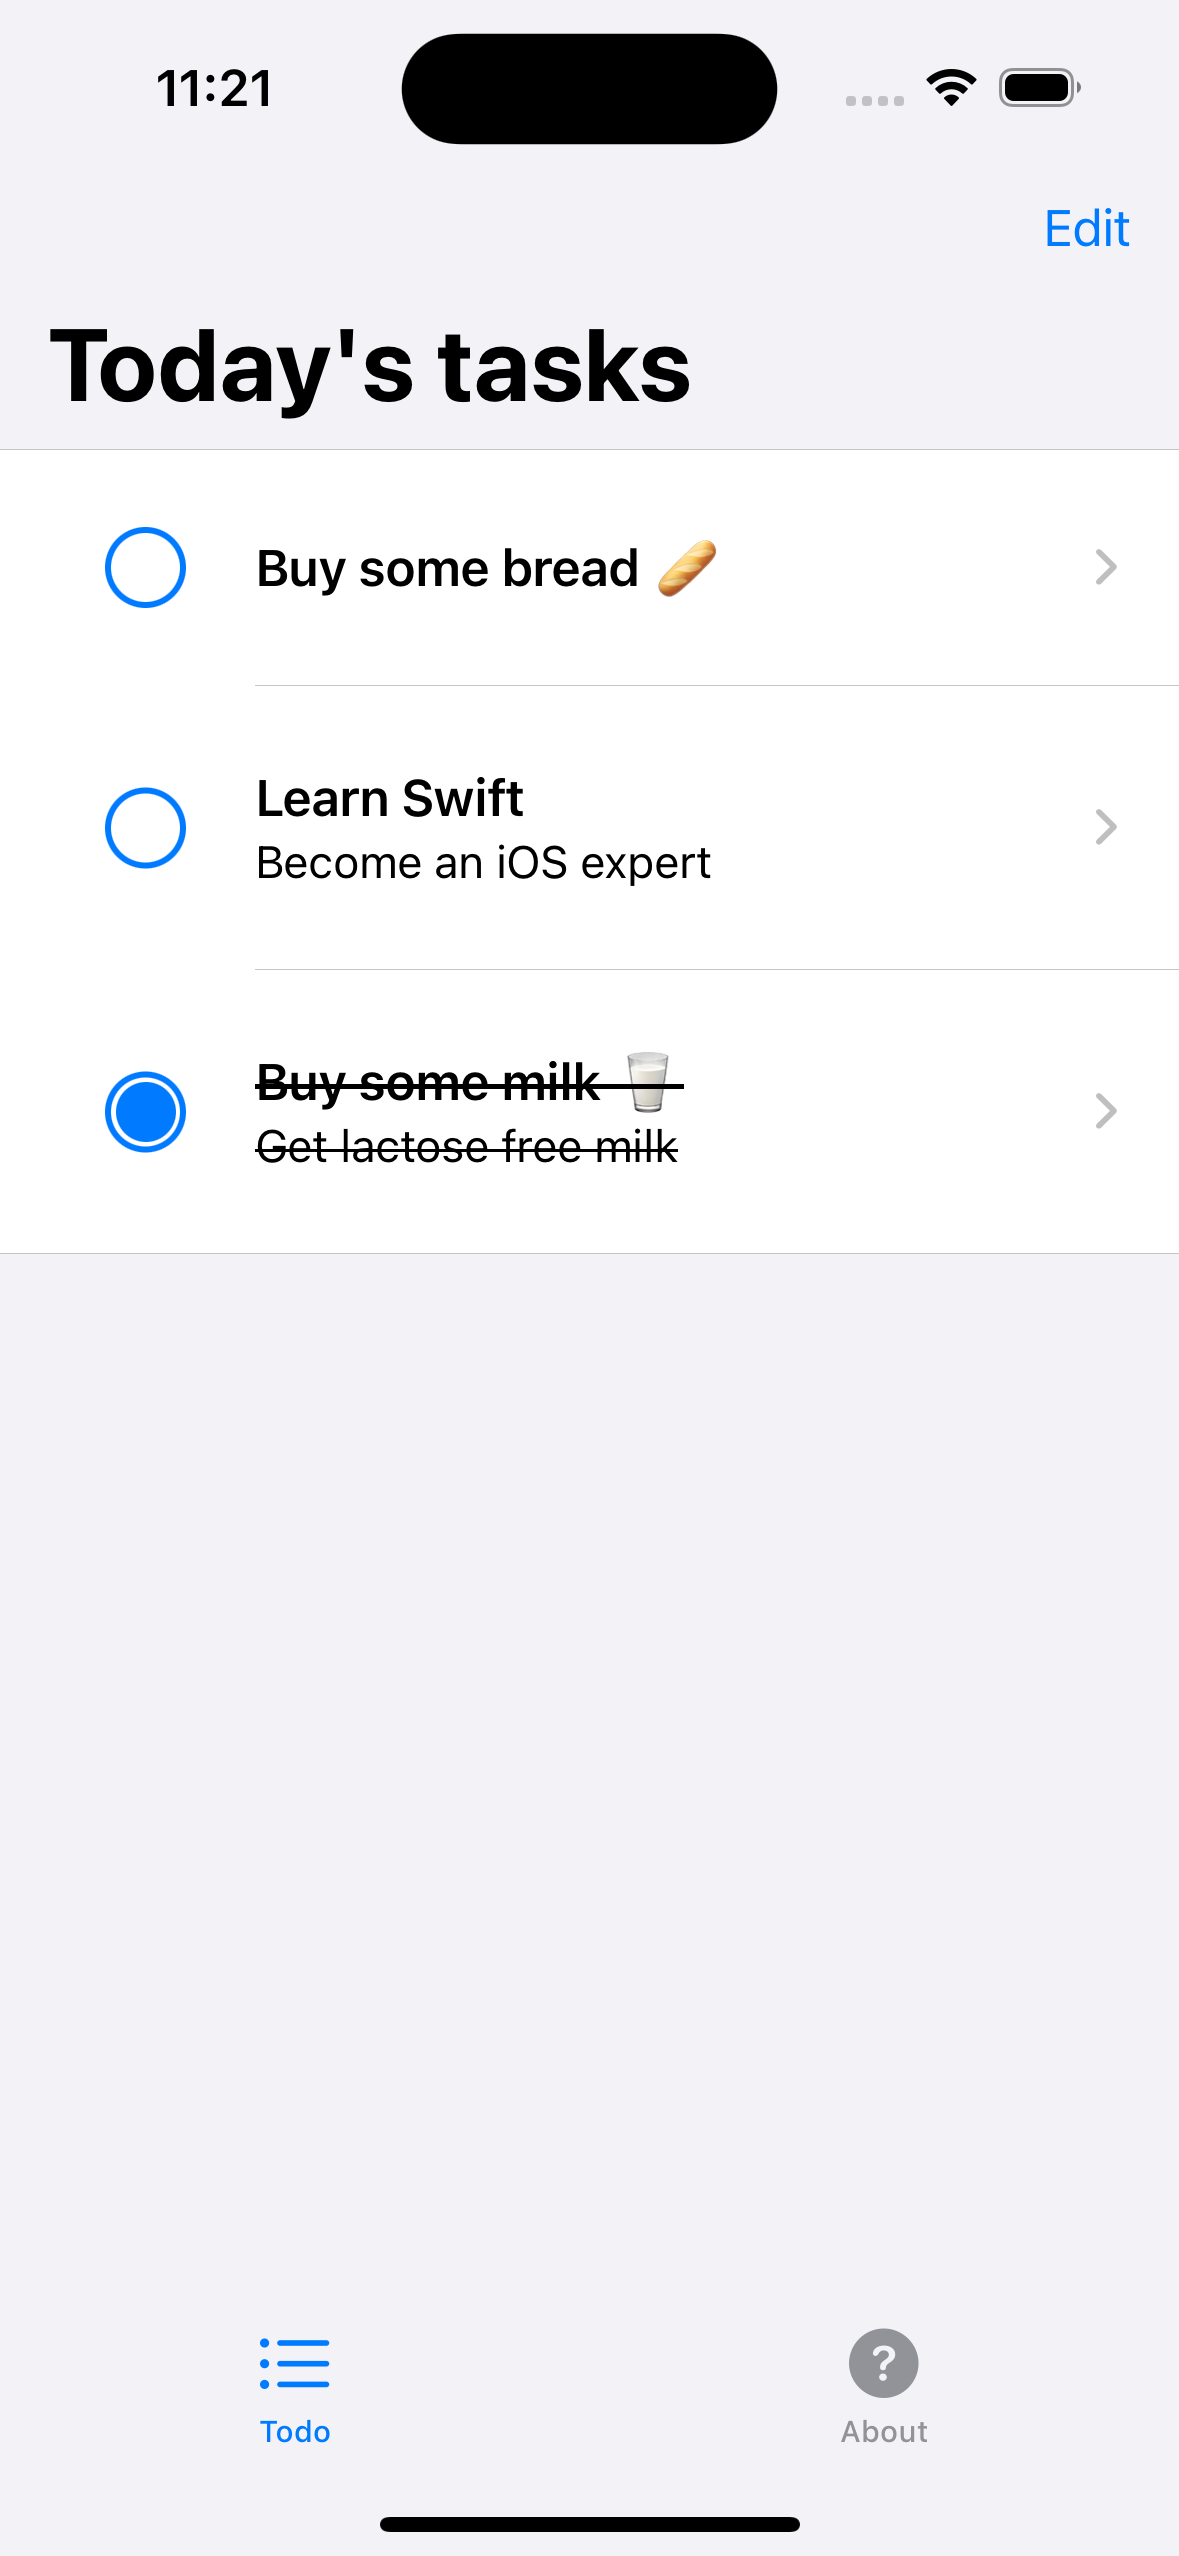 11:21
Edit
Today's tasks
Buy some bread 🥖
Learn Swift
Become an iOS expert
Buy some milk 🥛
Get lactose free milk
Todo
About